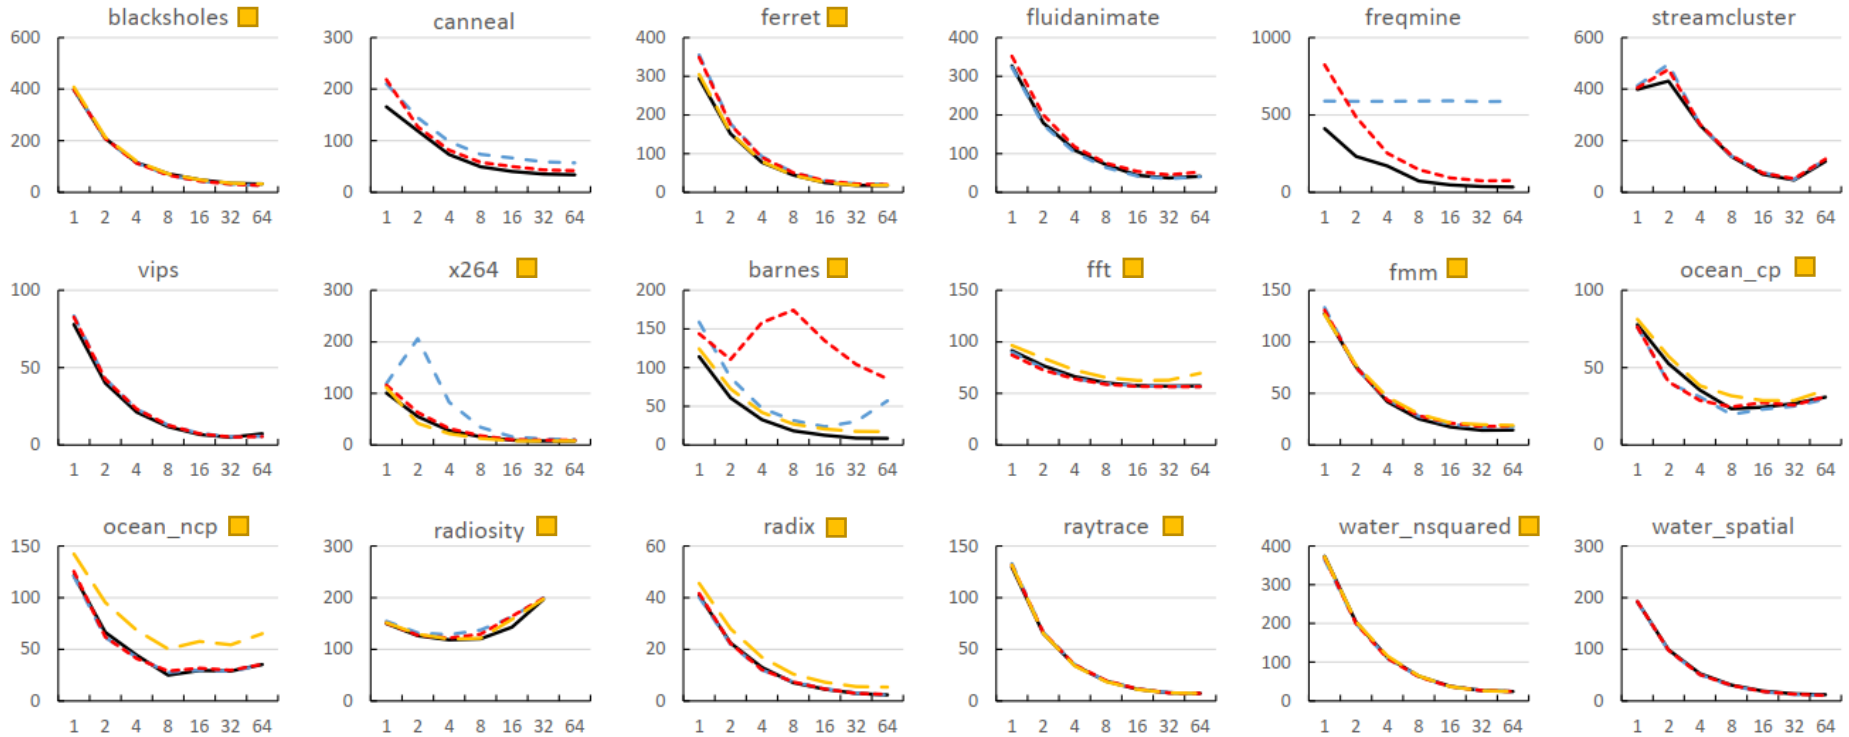 blacksholes canneal ferret fluidanimate freqmine streamcluster
600 300 400 400 1000 600
300 300
400 200 400
200 200 500
200 100 200
100 100
0 0 0 0 0 0
1 2 4 8 16 32 64 1 2 4 8 16 32 64 1 2 4 8 16 32 64 1 2 4 8 16 32 64 1 2 4 8 16 32 64 1 2 4 8 16 32 64
vips x264 barnes fft fmm ocean_cp
100 300 200 150 150 100
150
200 100 100
50 100 50
100 50 50
50
0 0 0 0 0 0
1 2 4 8 16 32 64 1 2 4 8 16 32 64 1 2 4 8 16 32 64 1 2 4 8 16 32 64 1 2 4 8 16 32 64 1 2 4 8 16 32 64
ocean_ncp radiosity radix raytrace water_nsquared water_spatial
150 300 60 150 400 300
300
100 200 40 100 200
200
50 100 20 50 100
100
0 0 0 0 0 0
1 2 4 8 16 32 64 1 2 4 8 16 32 64 1 2 4 8 16 32 64 1 2 4 8 16 32 64 1 2 4 8 16 32 64 1 2 4 8 16 32 64